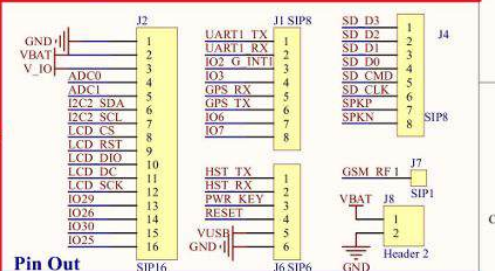 J2
GND 1
VBAT 2
V_IO 3
ADC0 4
ADC1 5
I2C2_SDA 6
I2C2_SCL 7
LCD_CS 8
LCD_RST 9
LCD_DIO 10
LCD_DC 11
LCD_SCK 12
IO29 13
IO26 14
IO30 15
IO25 16
SIP16
J1 SIP8
UART1_TX 1
UART1_RX 2
IO2 G_INT1 3
IO3 4
GPS_RX 5
GPS_TX 6
IO6 7
IO7 8
HST_TX 1
HST_RX 2
PWR_KEY 3
RESET 4
VUSB 5
GND 6
J6 SIP6
J4
SD_D3 1
SD_D2 2
SD_D1 3
SD_D0 4
SD_CMD 5
SD_CLK 6
SPKP 7
SPKN 8
SIP8
J7
GSM_RF 1
SIP1
J8
VBAT 1
2
GND
Header 2
C
Pin Out